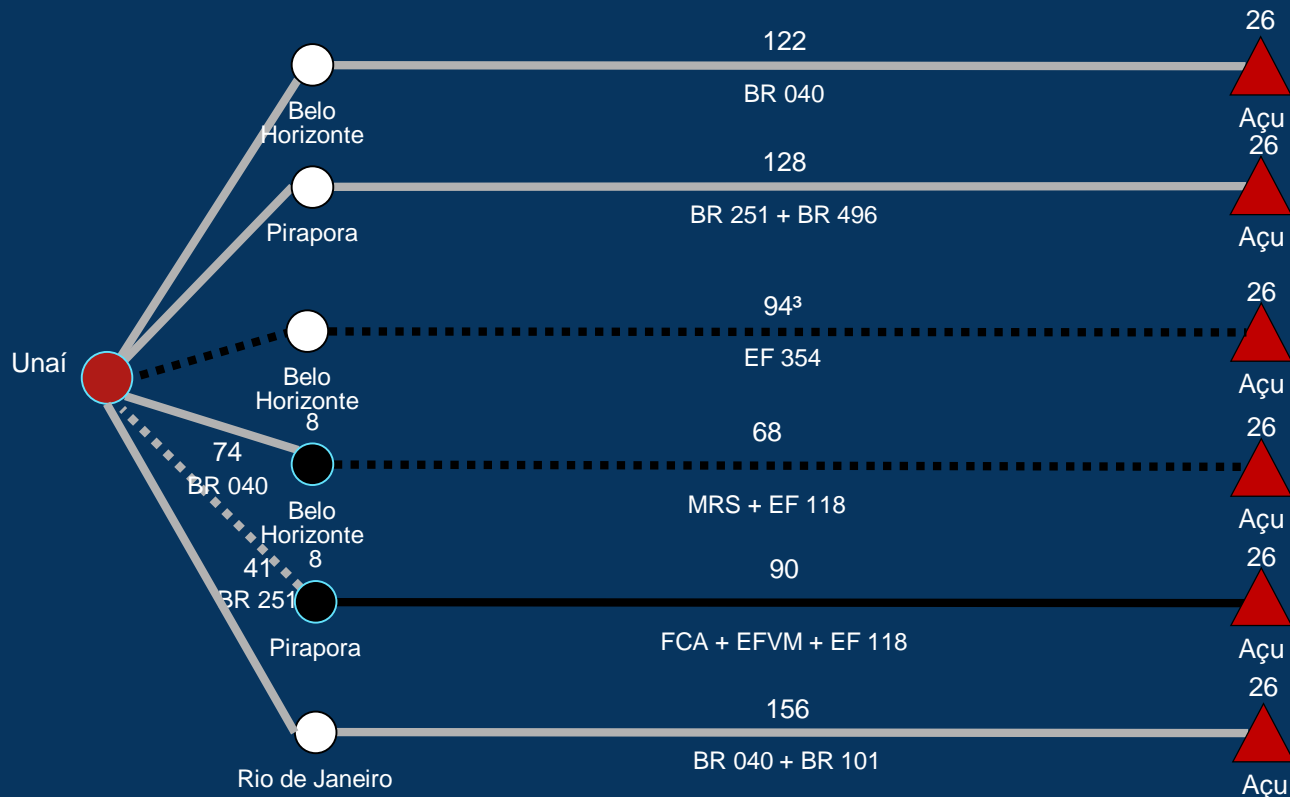 26
122
BR 040
Belo
Horizonte
Açu
26
128
BR 251 + BR 496
Pirapora
Açu
26
94³
EF 354
Unaí
Belo
Horizonte
Açu
8
26
68
74
BR 040
MRS + EF 118
Belo
Horizonte
Açu
8
26
90
41
BR 251
FCA + EFVM + EF 118
Pirapora
Açu
26
156
BR 040 + BR 101
Rio de Janeiro
Açu